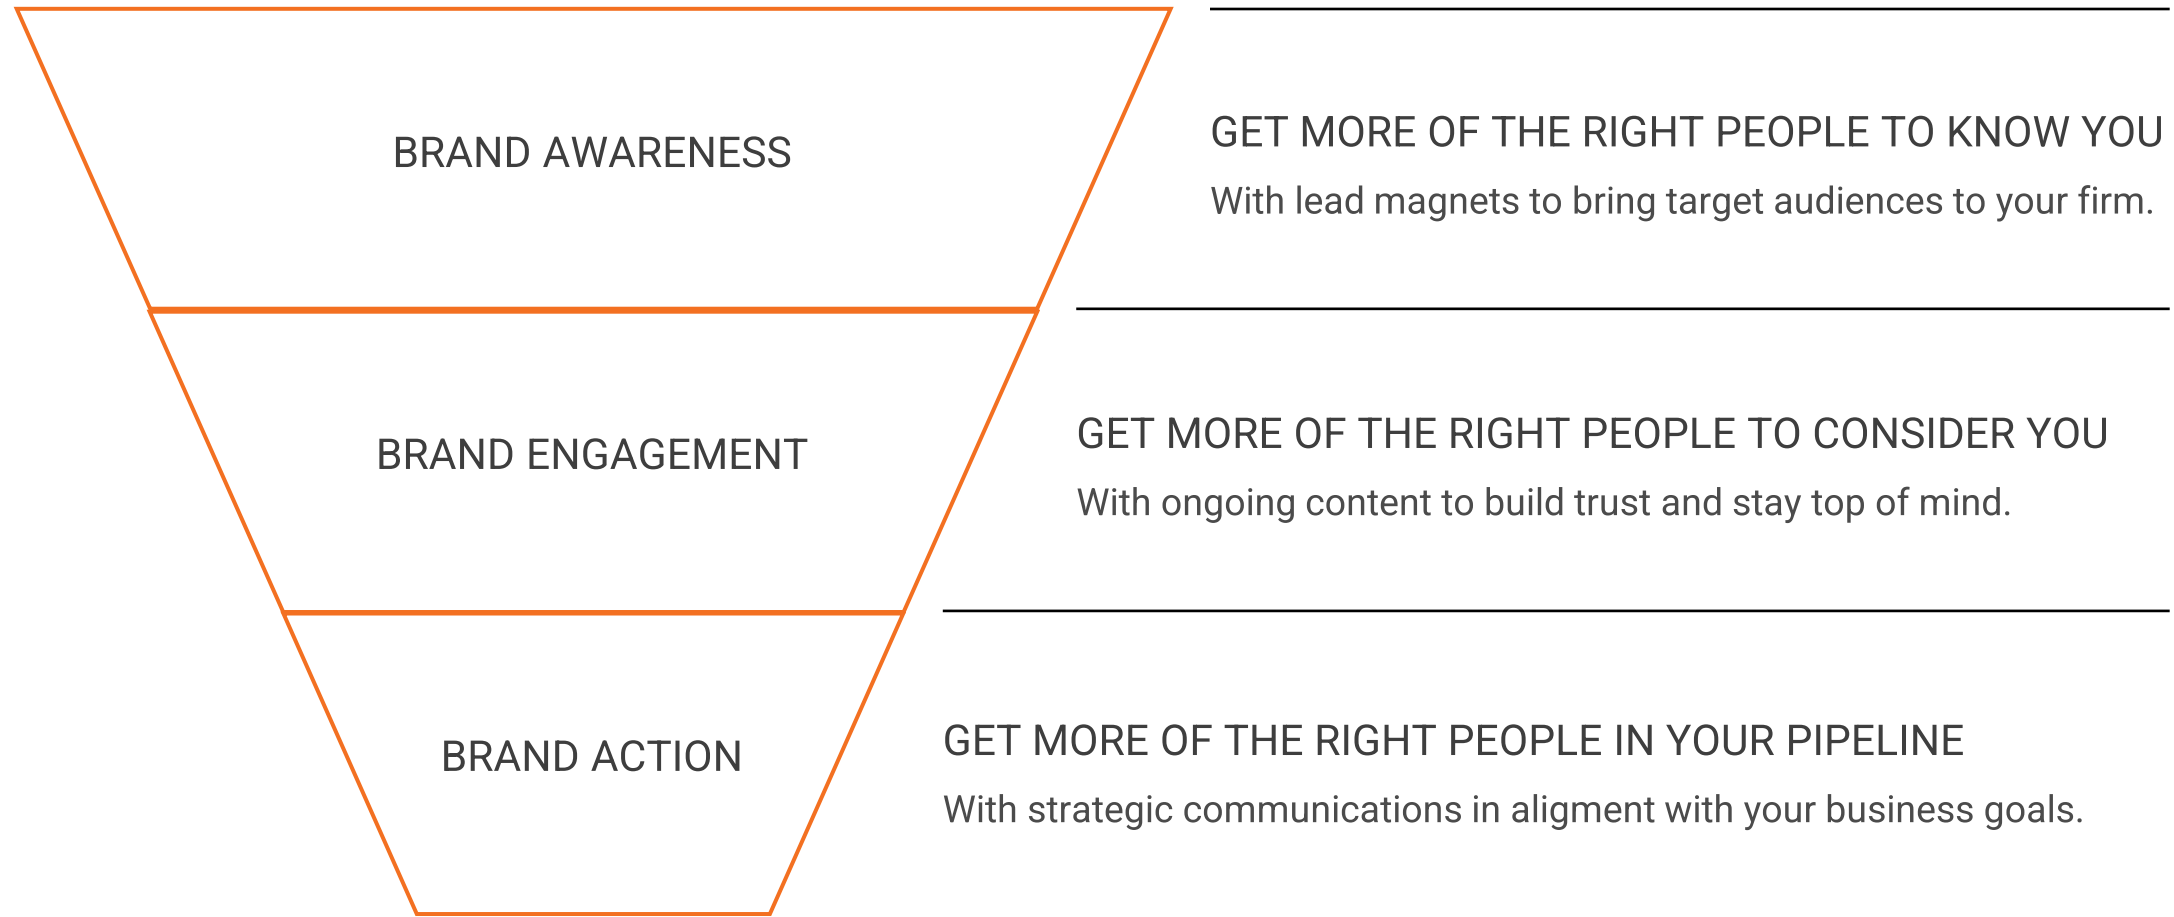 BRAND AWARENESS
GET MORE OF THE RIGHT PEOPLE TO KNOW YOU
With lead magnets to bring target audiences to your firm.
BRAND ENGAGEMENT
GET MORE OF THE RIGHT PEOPLE TO CONSIDER YOU
With ongoing content to build trust and stay top of mind.
BRAND ACTION
GET MORE OF THE RIGHT PEOPLE IN YOUR PIPELINE
With strategic communications in aligment with your business goals.